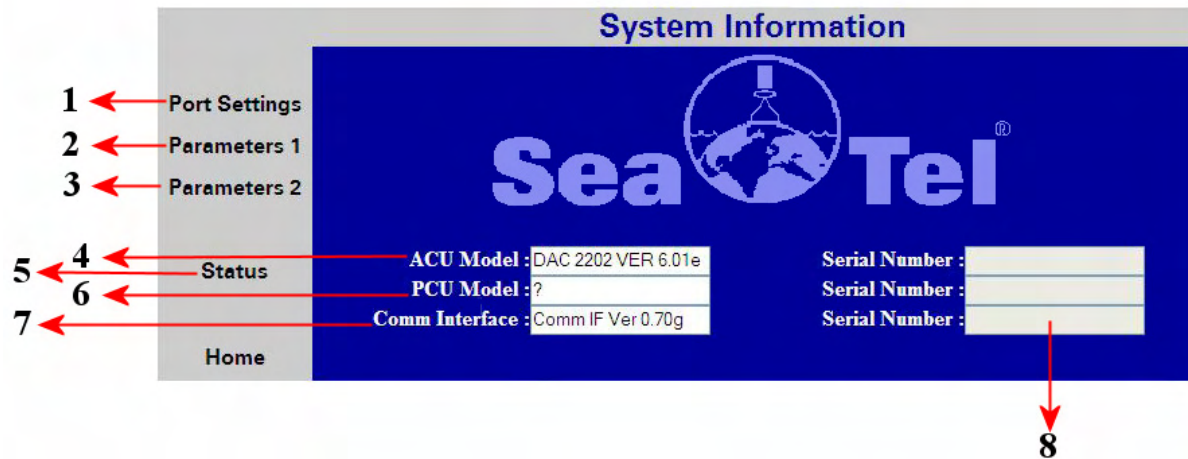 System Information
1 Port Settings
2 Parameters 1
3 Parameters 2
Sea Tel ®
4 ACU Model : DAC 2202 VER 6.01e Serial Number :
5 Status
6 PCU Model : ? Serial Number :
7 Comm Interface : Comm IF Ver 0.70g Serial Number :
Home
8